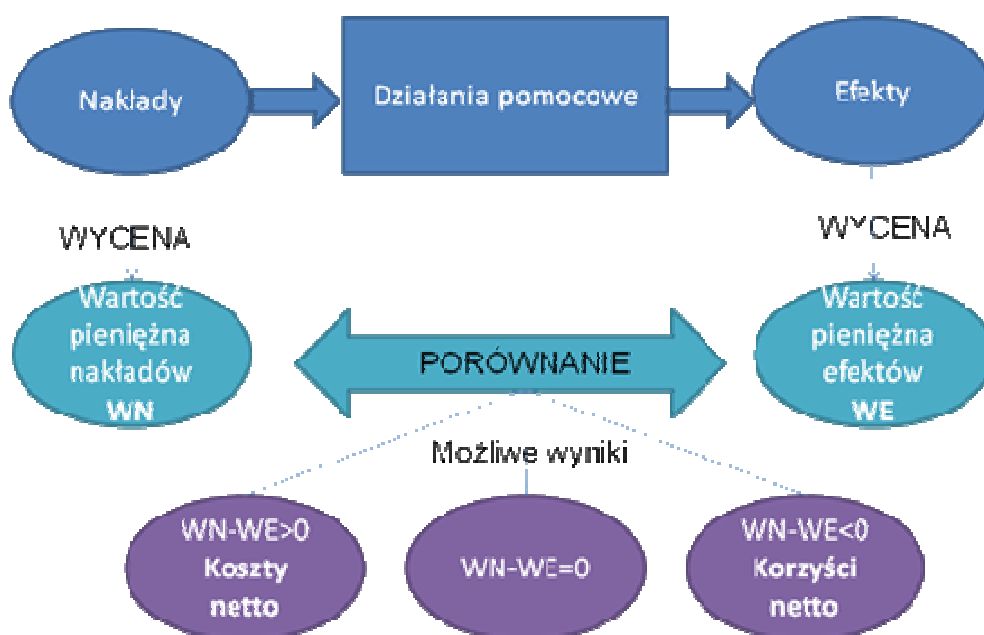 Nakłady
Działania pomocowe
Efekty
WYCENA
WYCENA
Wartość
pieniężna
nakładów
WN
PORÓWNANIE
Wartość
pieniężna
efektów
WE
Możliwe wyniki
WN-WE>0
Koszty
netto
WN-WE=0
WN-WE<0
Korzyści
netto